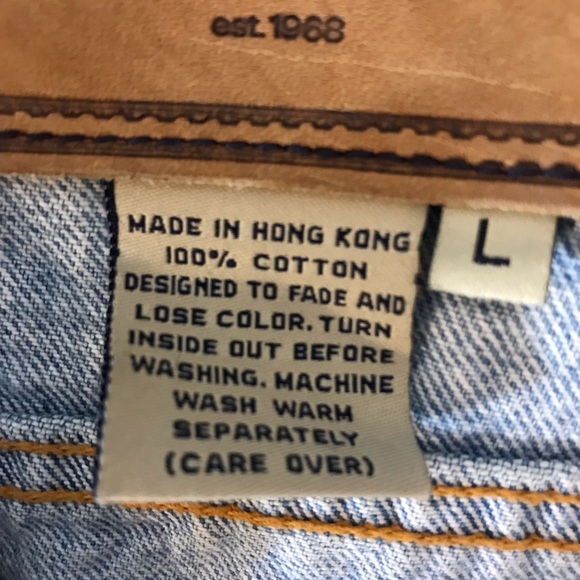 est.1968
MADE IN HONG KONG
L
100% COTTON
DESIGNED TO FADE AND
LOSE COLOR. TURN
INSIDE OUT BEFORE
WASHING. MACHINE
WASH WARM
SEPARATELY
(CARE OVER)